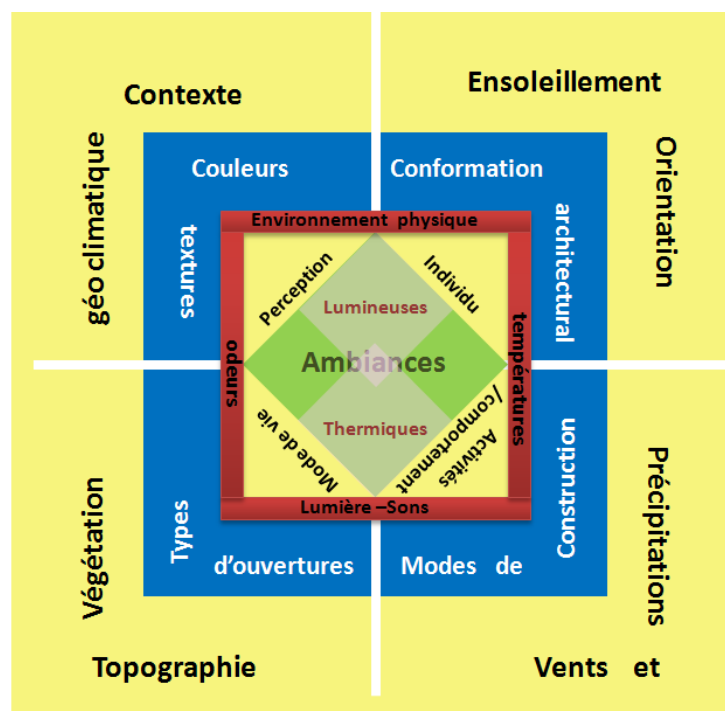 Contexte
géo climatique
Ensoleillement
Orientation
Couleurs
textures
Conformation
architectural
Environnement physique
odeurs
températures
Perception
Individu
Lumineuses
Ambiances
Thermiques
Mode de vie
Activités
/comportement
Lumière –Sons
Types
d'ouvertures
Modes de
Construction
Végétation
Topographie
Vents et
Précipitations